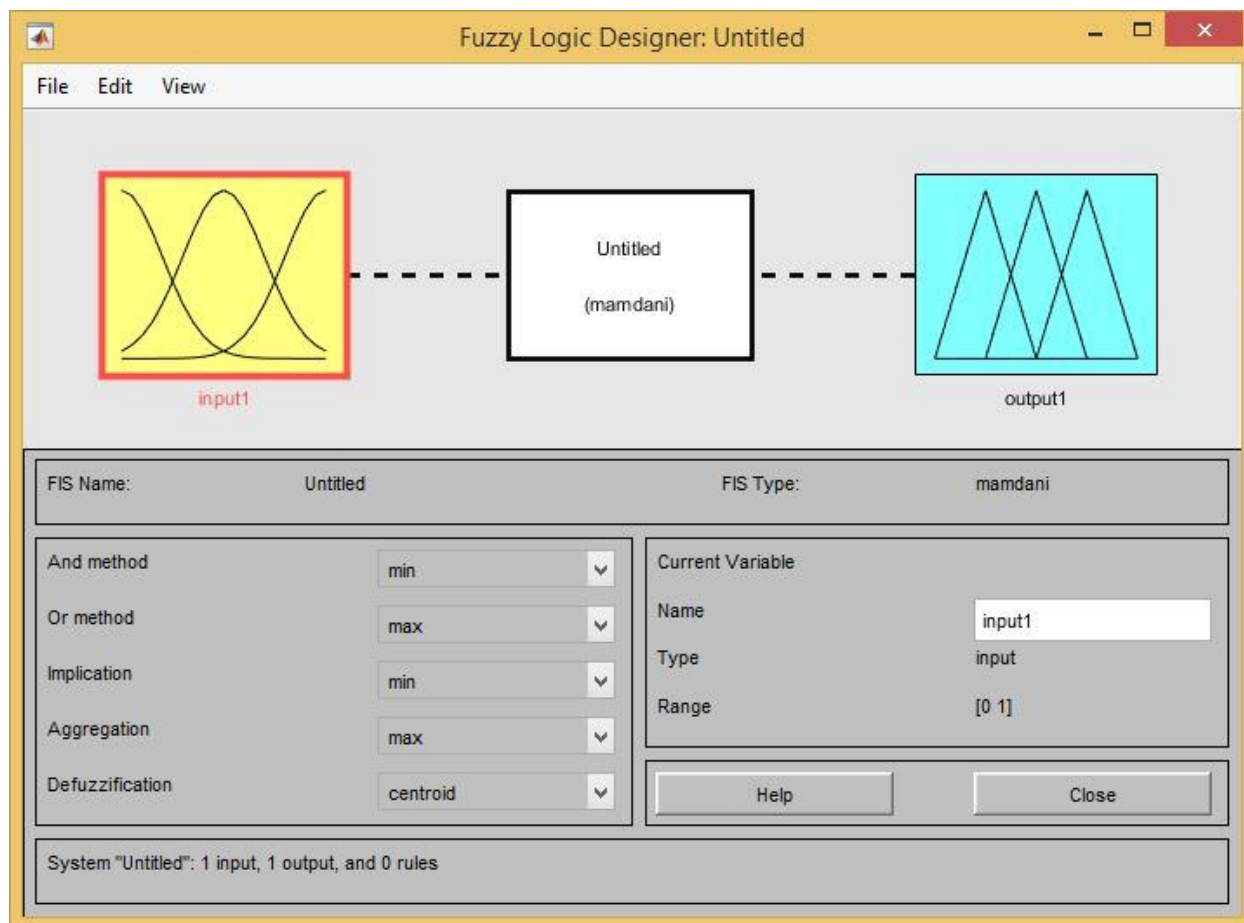 Fuzzy Logic Designer: Untitled
File Edit View
Untitled
(mamdani)
input1
output1
FIS Name: Untitled FIS Type: mamdani
And method min
Or method max
Implication min
Aggregation max
Defuzzification centroid
Current Variable
Name input1
Type input
Range [0 1]
Help Close
System "Untitled": 1 input, 1 output, and 0 rules